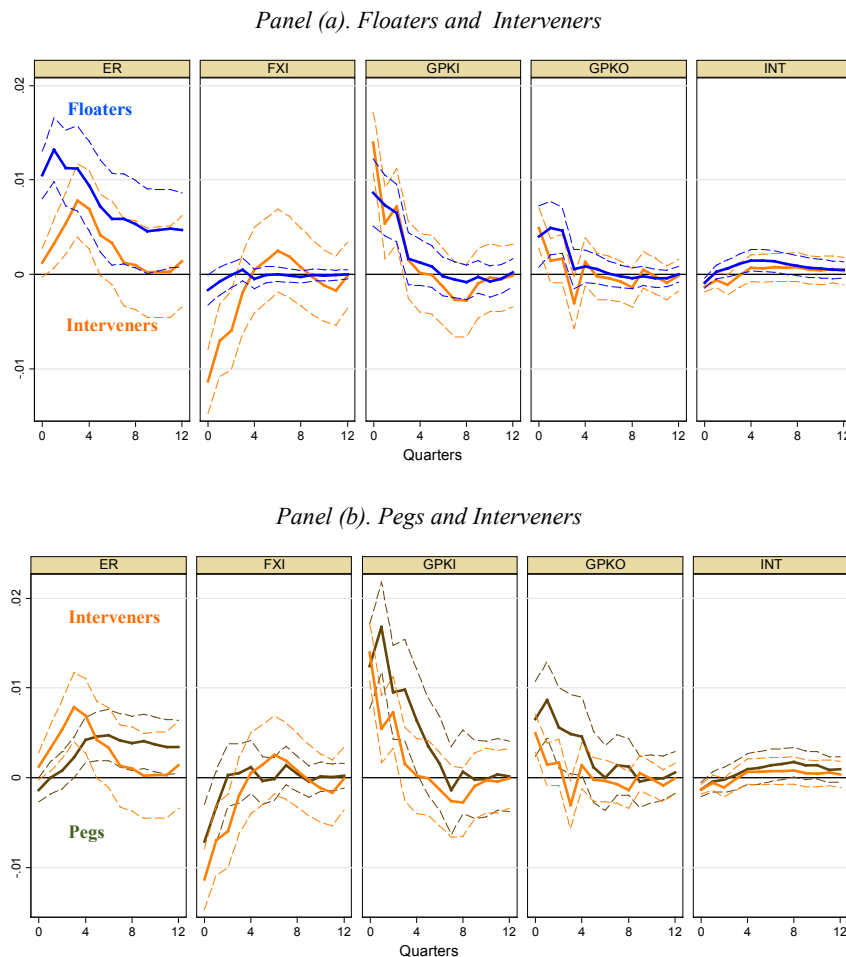 Panel (a). Floaters and Interveners
ER FXI GPKI GPKO INT
.02
.01
0
-.01
Floaters
Interveners
0 4 8 12 0 4 8 12 0 4 8 12 0 4 8 12 0 4 8 12
Quarters
Panel (b). Pegs and Interveners
ER FXI GPKI GPKO INT
.02
.01
0
-.01
Interveners
Pegs
0 4 8 12 0 4 8 12 0 4 8 12 0 4 8 12 0 4 8 12
Quarters